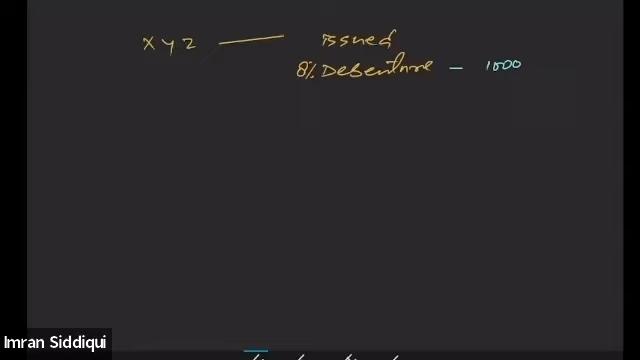 xyz — issued
8% Debenture — 1000
Imran Siddiqui